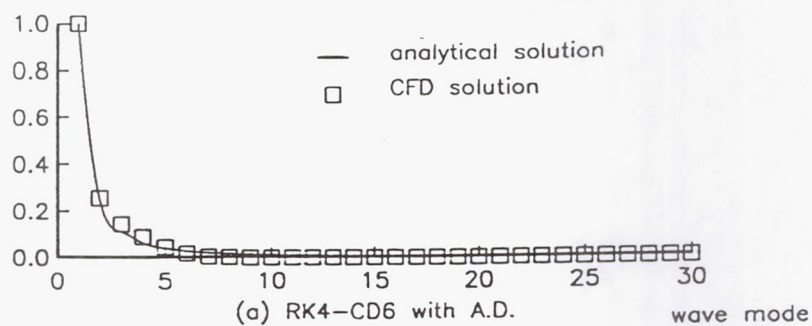 1.0
0.8
0.6
0.4
0.2
0.0
analytical solution
CFD solution
0 5 10 15 20 25 30
(a) RK4-CD6 with A.D.
wave mode